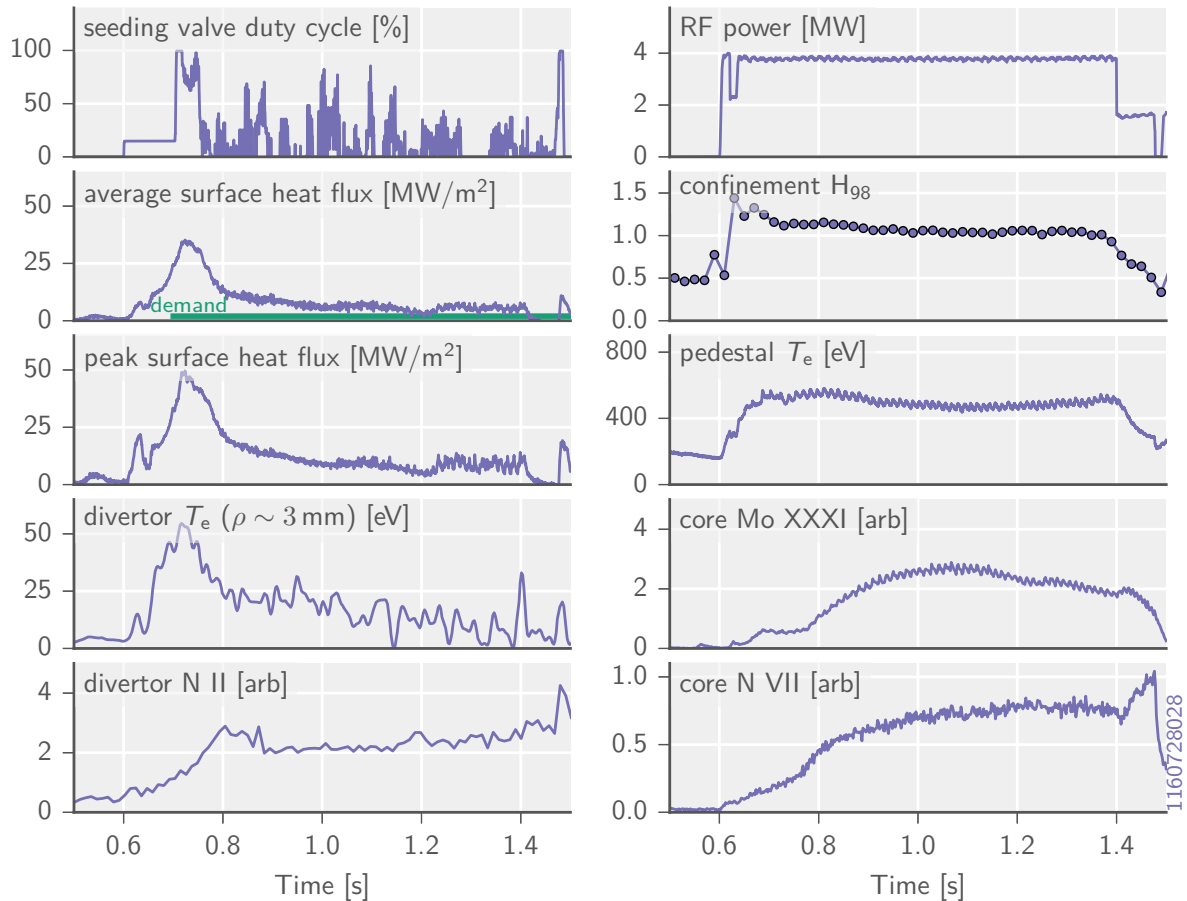 seeding valve duty cycle [%]
100
50
0
average surface heat flux [MW/m²]
50
25
0
demand
peak surface heat flux [MW/m²]
50
25
0
divertor Tₑ (ρ ∼ 3 mm) [eV]
50
25
0
divertor N II [arb]
4
2
0
0.6 0.8 1.0 1.2 1.4
Time [s]
RF power [MW]
4
2
0
confinement H₉₈
1.5
1.0
0.5
0.0
pedestal Tₑ [eV]
800
400
0
core Mo XXXI [arb]
4
2
0
core N VII [arb]
1.0
0.5
0.0
0.6 0.8 1.0 1.2 1.4
Time [s]
1160728028